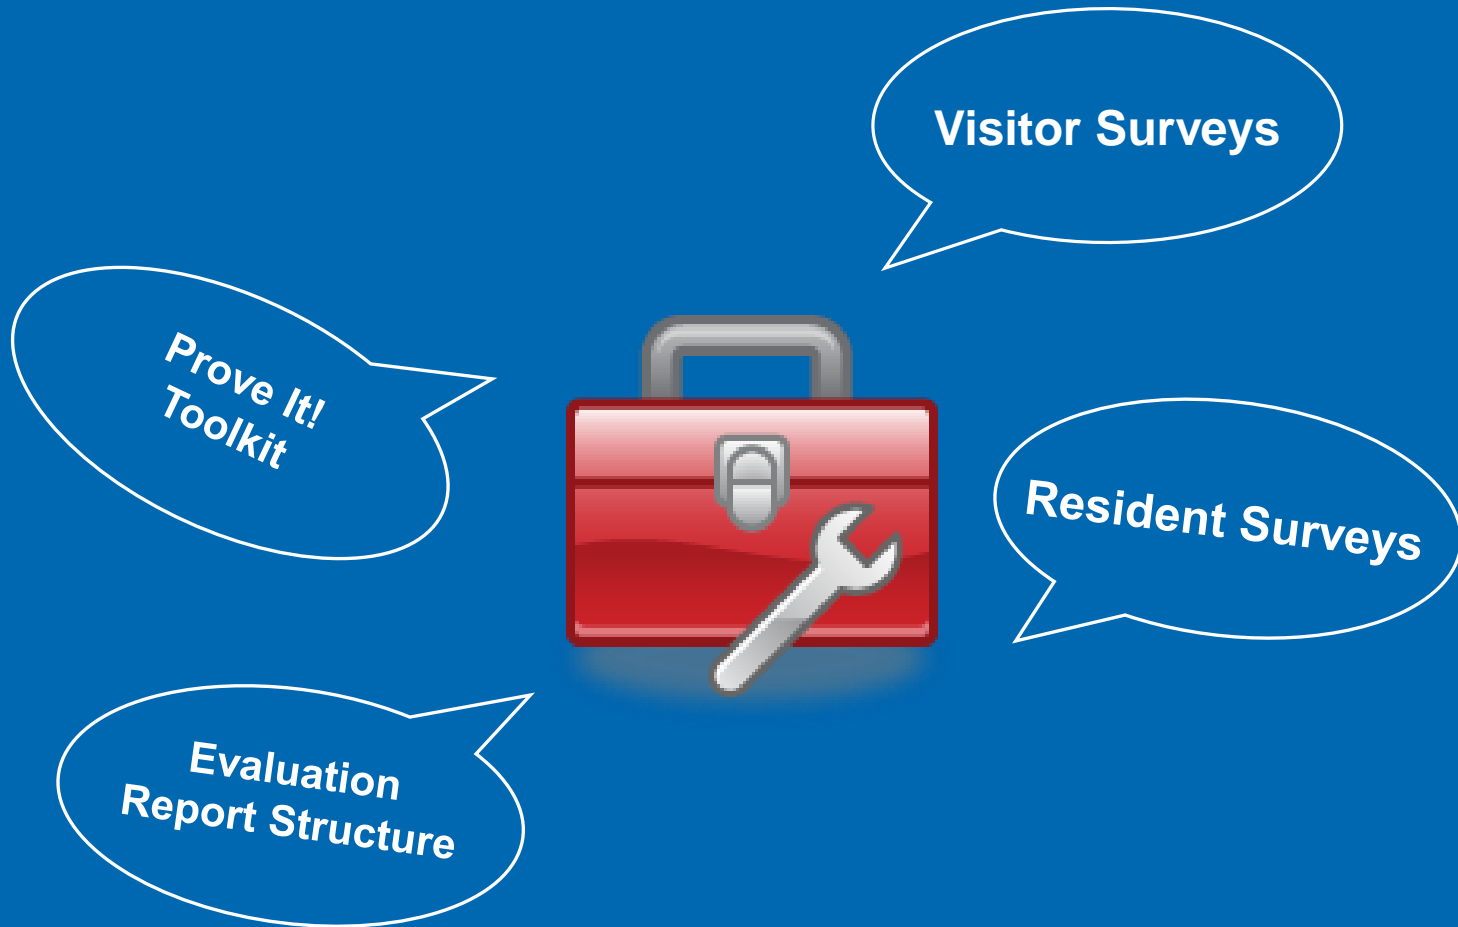 Visitor Surveys
Prove It!
Toolkit
Resident Surveys
Evaluation
Report Structure